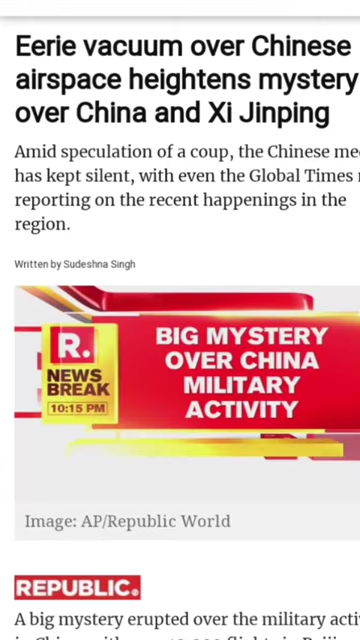 Eerie vacuum over Chinese
airspace heightens mystery
over China and Xi Jinping
Amid speculation of a coup, the Chinese me
has kept silent, with even the Global Times
reporting on the recent happenings in the
region.
Written by Sudeshna Singh
R.
NEWS
BREAK
10:15 PM
BIG MYSTERY
OVER CHINA
MILITARY
ACTIVITY
Image: AP/Republic World
REPUBLIC.
A big mystery erupted over the military acti